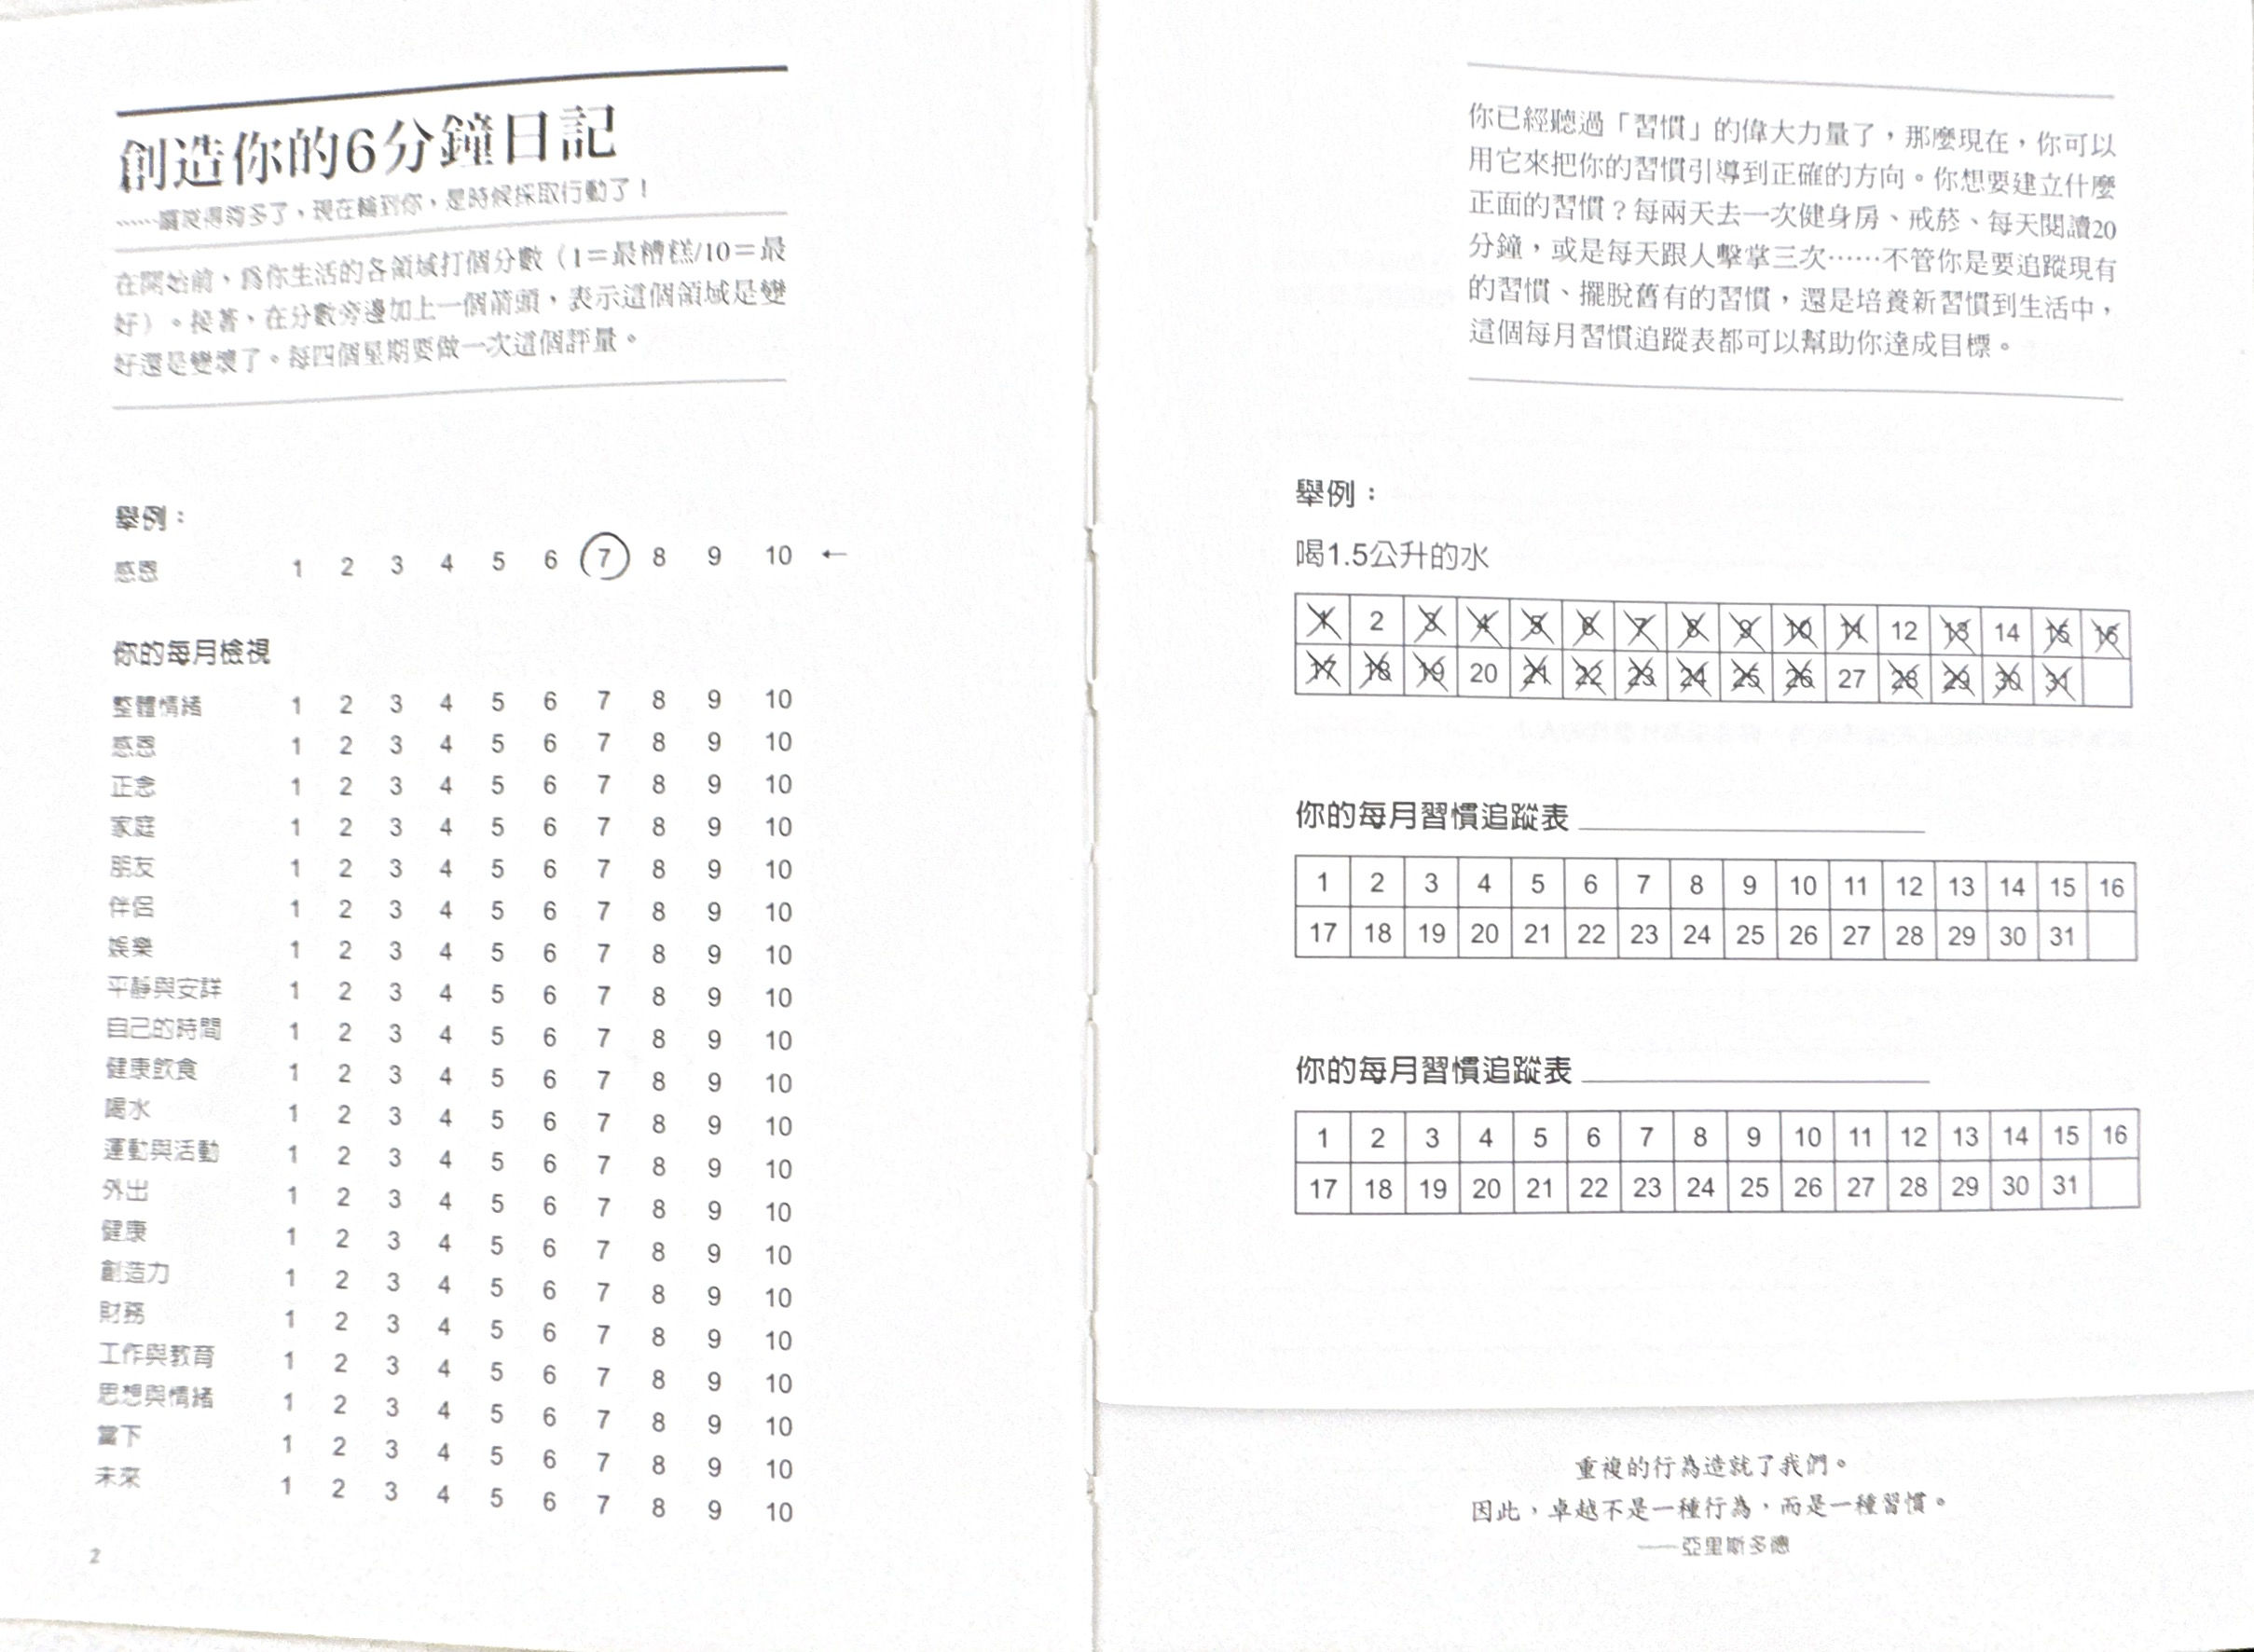 創造你的6分鐘日記
……讀夠得夠多了，現在輪到你，是時候採取行動了！
在開始前，為你生活的各領域打個分數（1＝最糟糕/10＝最
好）。接著，在分數旁邊加上一個箭頭，表示這個領域是變
好還是變壞了。每四個星期要做一次這個評量。
舉例：
感恩 1 2 3 4 5 6 7 8 9 10 ←
你的每月檢視
整體情緒 1 2 3 4 5 6 7 8 9 10
感恩 1 2 3 4 5 6 7 8 9 10
正念 1 2 3 4 5 6 7 8 9 10
家庭 1 2 3 4 5 6 7 8 9 10
朋友 1 2 3 4 5 6 7 8 9 10
伴侶 1 2 3 4 5 6 7 8 9 10
娛樂 1 2 3 4 5 6 7 8 9 10
平靜與安詳 1 2 3 4 5 6 7 8 9 10
自己的時間 1 2 3 4 5 6 7 8 9 10
健康飲食 1 2 3 4 5 6 7 8 9 10
喝水 1 2 3 4 5 6 7 8 9 10
運動與活動 1 2 3 4 5 6 7 8 9 10
外出 1 2 3 4 5 6 7 8 9 10
健康 1 2 3 4 5 6 7 8 9 10
創造力 1 2 3 4 5 6 7 8 9 10
財務 1 2 3 4 5 6 7 8 9 10
工作與教育 1 2 3 4 5 6 7 8 9 10
思想與情緒 1 2 3 4 5 6 7 8 9 10
當下 1 2 3 4 5 6 7 8 9 10
未來 1 2 3 4 5 6 7 8 9 10
2
你已經聽過「習慣」的偉大力量了，那麼現在，你可以
用它來把你的習慣引導到正確的方向。你想要建立什麼
正面的習慣？每兩天去一次健身房、戒菸、每天閱讀20
分鐘，或是每天跟人擊掌三次……不管你是要追蹤現有
的習慣、擺脫舊有的習慣，還是培養新習慣到生活中，
這個每月習慣追蹤表都可以幫助你達成目標。
舉例：
喝1.5公升的水
1 2 3 4 5 6 7 8 9 10 11 12 13 14 15 16
17 18 19 20 21 22 23 24 25 26 27 28 29 30 31
你的每月習慣追蹤表
1 2 3 4 5 6 7 8 9 10 11 12 13 14 15 16
17 18 19 20 21 22 23 24 25 26 27 28 29 30 31
你的每月習慣追蹤表
1 2 3 4 5 6 7 8 9 10 11 12 13 14 15 16
17 18 19 20 21 22 23 24 25 26 27 28 29 30 31
重複的行為造就了我們。
因此，卓越不是一種行為，而是一種習慣。
——亞里斯多德